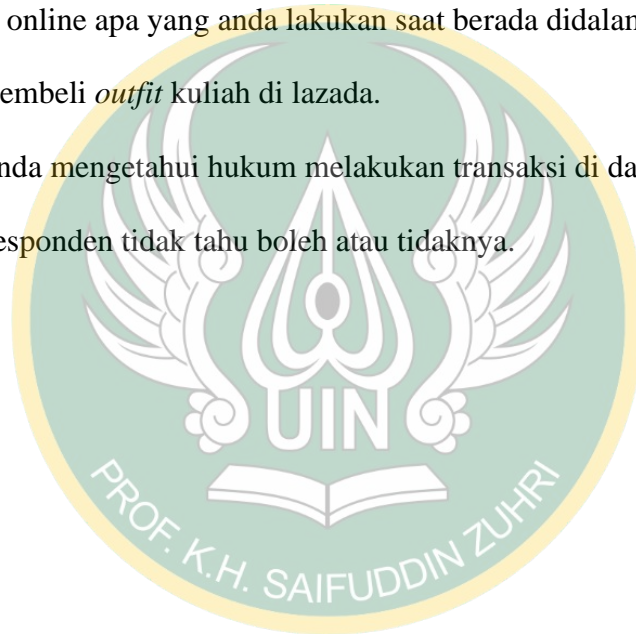 online apa yang anda lakukan saat berada didalam
embeli outfit kuliah di lazada.
nda mengetahui hukum melakukan transaksi di da
esponden tidak tahu boleh atau tidaknya.
UIN
PROF. K.H. SAIFUDDIN ZUHRI